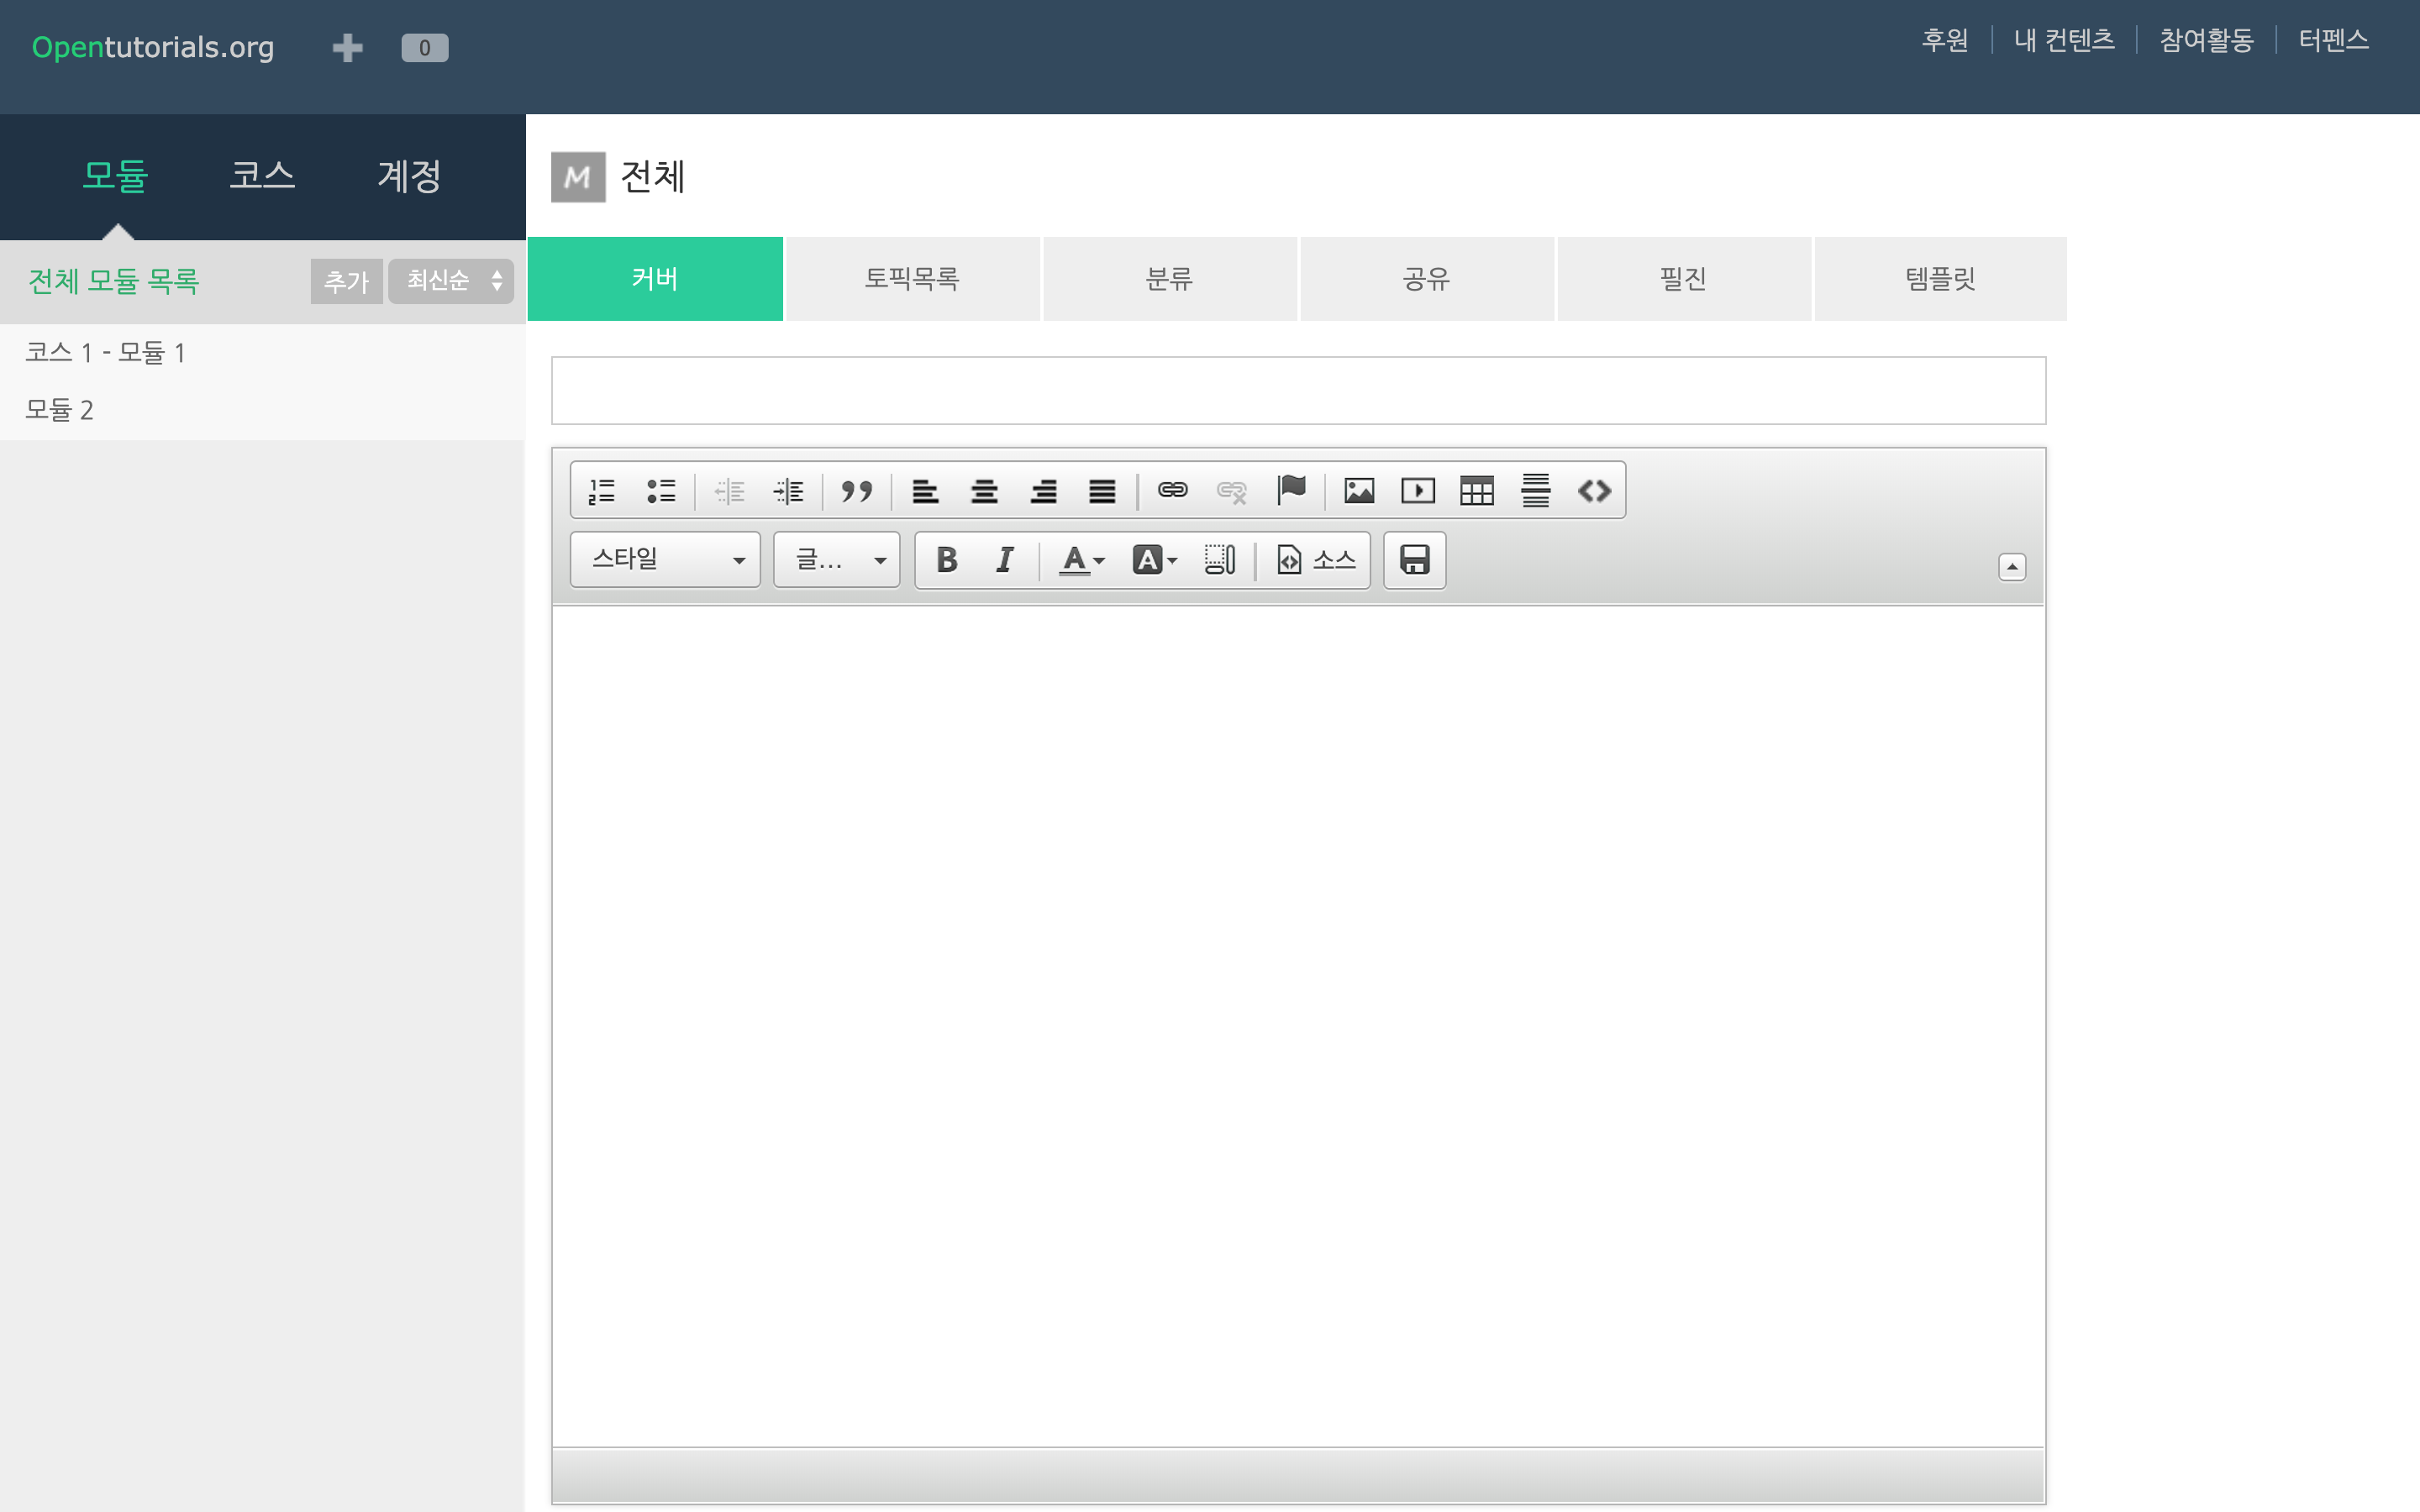 Opentutorials.org 0 후원 내 컨텐츠 참여활동 터펜스
모듈 코스 계정
M 전체
전체 모듈 목록 추가 최신순
커버 토픽목록 분류 공유 필진 템플릿
코스 1 - 모듈 1
모듈 2
스타일 글... B I A A 소스